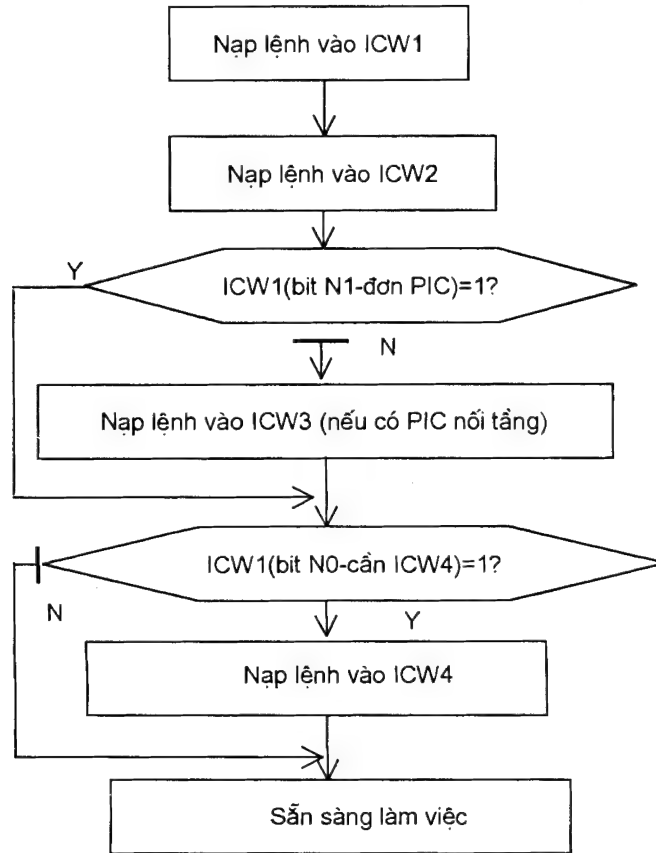 Nạp lệnh vào ICW1
Nạp lệnh vào ICW2
Y
ICW1(bit N1-đơn PIC)=1?
N
Nạp lệnh vào ICW3 (nếu có PIC nối tầng)
ICW1(bit N0-cần ICW4)=1?
N
Y
Nạp lệnh vào ICW4
Sẵn sàng làm việc